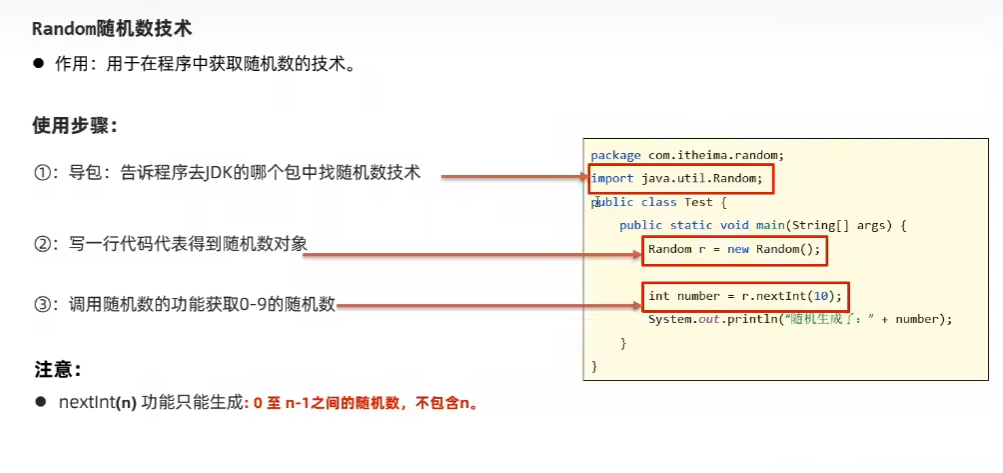 Random随机数技术
● 作用：用于在程序中获取随机数的技术。
使用步骤：
①：导包：告诉程序去JDK的哪个包中找随机数技术
②：写一行代码代表得到随机数对象
③：调用随机数的功能获取0-9的随机数
package com.itheima.random;
import java.util.Random;
public class Test {
public static void main(String[] args) {
Random r = new Random();
int number = r.nextInt(10);
System.out.println(“随机生成了：” + number);
}
}
注意：
● nextInt(n) 功能只能生成: 0 至 n-1之间的随机数，不包含n。